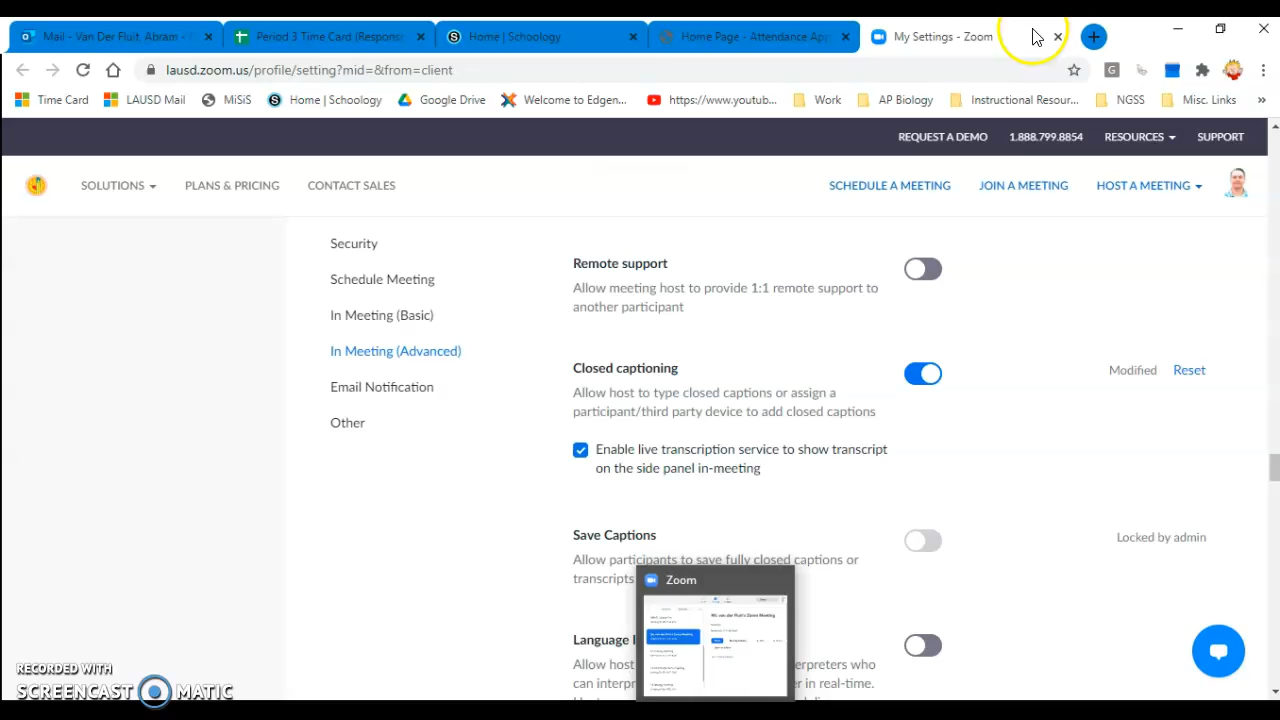 Mail - Van Der Fluit, Abram -
Period 3 Time Card (Respons
Home | Schoology
Home Page - Attendance App
My Settings - Zoom
lausd.zoom.us/profile/setting?mid=&from=client
Time Card
LAUSD Mail
MiSiS
Home | Schoology
Google Drive
Welcome to Edgen...
https://www.youtub...
Work
AP Biology
Instructional Resour...
NGSS
Misc. Links
REQUEST A DEMO
1.888.799.8854
RESOURCES
SUPPORT
SOLUTIONS
PLANS & PRICING
CONTACT SALES
SCHEDULE A MEETING
JOIN A MEETING
HOST A MEETING
Security
Schedule Meeting
In Meeting (Basic)
In Meeting (Advanced)
Email Notification
Other
Remote support
Allow meeting host to provide 1:1 remote support to
another participant
Closed captioning
Allow host to type closed captions or assign a
participant/third party device to add closed captions
Modified Reset
Enable live transcription service to show transcript
on the side panel in-meeting
Save Captions
Allow participants to save fully closed captions or
transcripts
Locked by admin
Zoom
Language I
Allow host
erpreters who
can interp
er in real-time.
RECORDED WITH
SCREENCAST MATIC